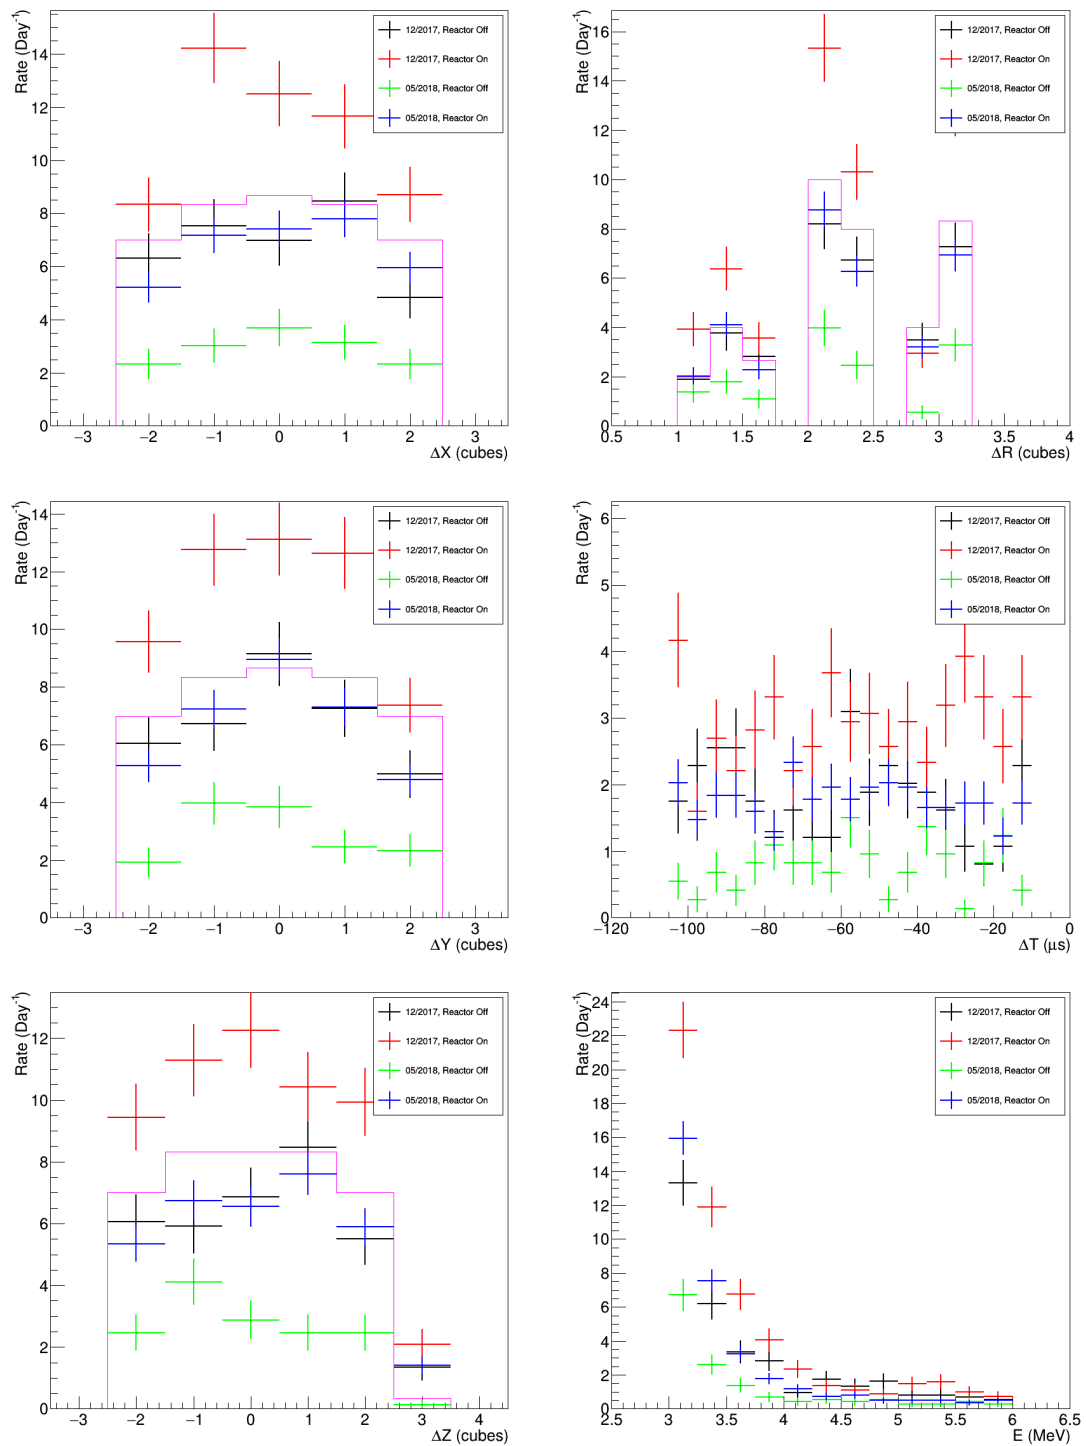 Rate (Day⁻¹)
14
12
10
8
6
4
2
0
−3 −2 −1 0 1 2 3
ΔX (cubes)
12/2017, Reactor Off
12/2017, Reactor On
05/2018, Reactor Off
05/2018, Reactor On
Rate (Day⁻¹)
16
14
12
10
8
6
4
2
0
0.5 1 1.5 2 2.5 3 3.5 4
ΔR (cubes)
12/2017, Reactor Off
12/2017, Reactor On
05/2018, Reactor Off
05/2018, Reactor On
Rate (Day⁻¹)
14
12
10
8
6
4
2
0
−3 −2 −1 0 1 2 3
ΔY (cubes)
12/2017, Reactor Off
12/2017, Reactor On
05/2018, Reactor Off
05/2018, Reactor On
Rate (Day⁻¹)
6
5
4
3
2
1
0
−120 −100 −80 −60 −40 −20 0
ΔT (μs)
12/2017, Reactor Off
12/2017, Reactor On
05/2018, Reactor Off
05/2018, Reactor On
Rate (Day⁻¹)
12
10
8
6
4
2
0
−3 −2 −1 0 1 2 3 4
ΔZ (cubes)
12/2017, Reactor Off
12/2017, Reactor On
05/2018, Reactor Off
05/2018, Reactor On
Rate (Day⁻¹)
24
22
20
18
16
14
12
10
8
6
4
2
0
2.5 3 3.5 4 4.5 5 5.5 6 6.5
E (MeV)
12/2017, Reactor Off
12/2017, Reactor On
05/2018, Reactor Off
05/2018, Reactor On